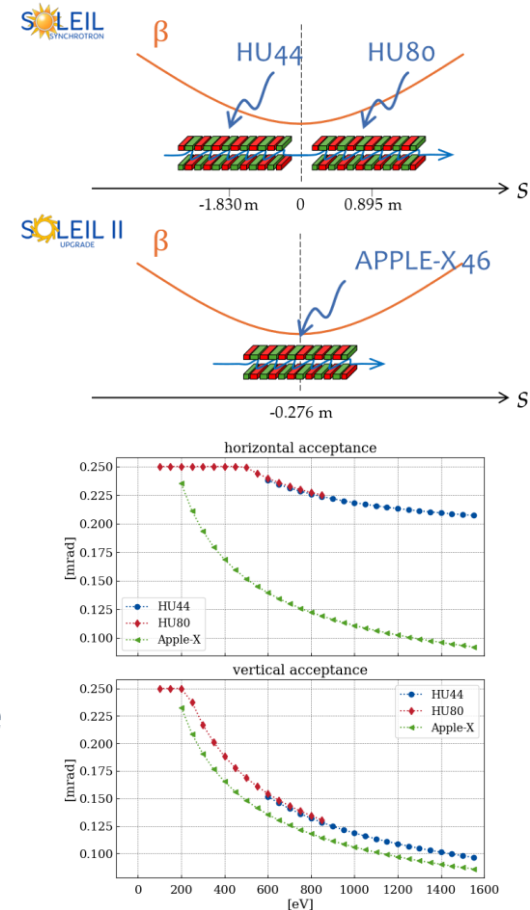 SOLEIL
SYNCHROTRON
β
HU44
HU80
-1.830 m
0
0.895 m
s
SOLEIL II
UPGRADE
β
APPLE-X 46
-0.276 m
s
horizontal acceptance
[mrad]
0.250
0.225
0.200
0.175
0.150
0.125
0.100
HU44
HU80
Apple-X
vertical acceptance
[mrad]
0.250
0.225
0.200
0.175
0.150
0.125
0.100
HU44
HU80
Apple-X
0 200 400 600 800 1000 1200 1400 1600
[eV]